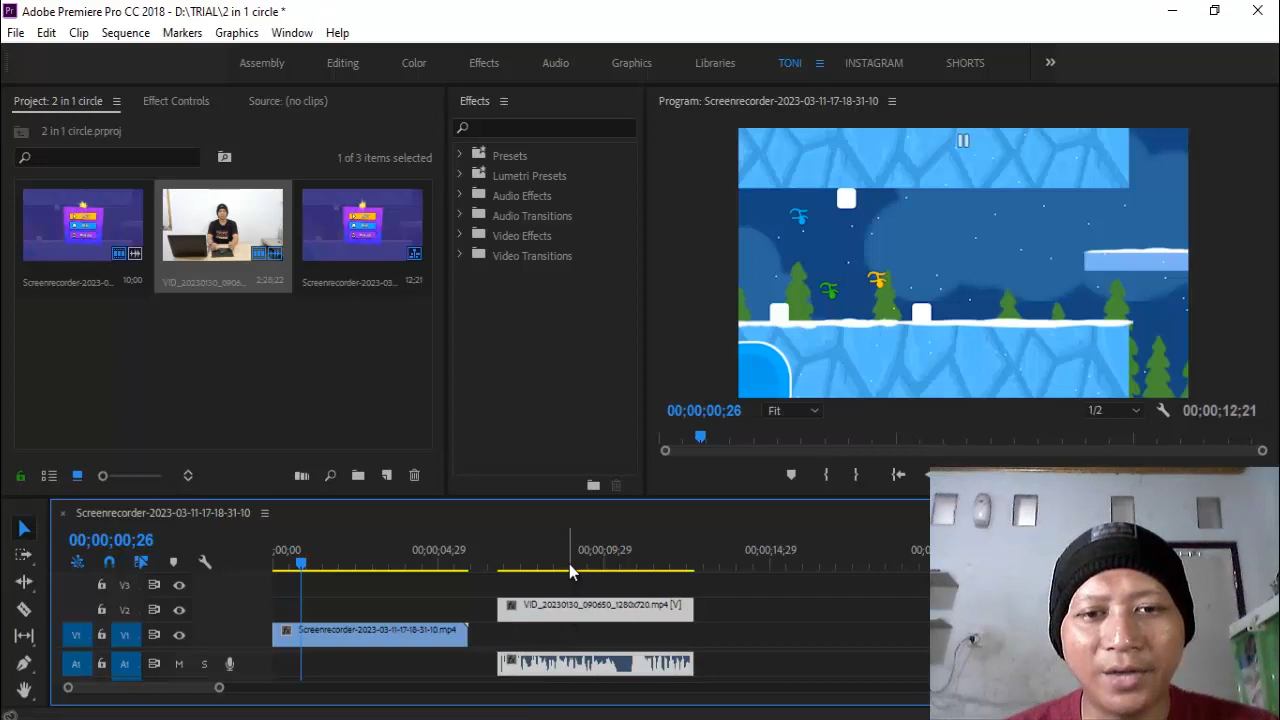 Pr Adobe Premiere Pro CC 2018 - D:\TRIAL\2 in 1 circle *
File Edit Clip Sequence Markers Graphics Window Help
Assembly Editing Color Effects Audio Graphics Libraries TONI INSTAGRAM SHORTS
Project: 2 in 1 circle Effect Controls Source: (no clips)
2 in 1 circle.prproj
1 of 3 items selected
Screenrecorder-2023-0... 10;00
VID_20230130_0906... 2;28;22
Screenrecorder-2023-03... 12;21
Effects
Presets
Lumetri Presets
Audio Effects
Audio Transitions
Video Effects
Video Transitions
Program: Screenrecorder-2023-03-11-17-18-31-10
00;00;00;26 Fit 1/2 00;00;12;21
× Screenrecorder-2023-03-11-17-18-31-10
00;00;00;26
;00;00 00;00;04;29 00;00;09;29 00;00;14;29
V3
V2
VID_20230130_090650_1280x720.mp4 [V]
V1 V1
Screenrecorder-2023-03-11-17-18-31-10.mp4
A1 A1 M S